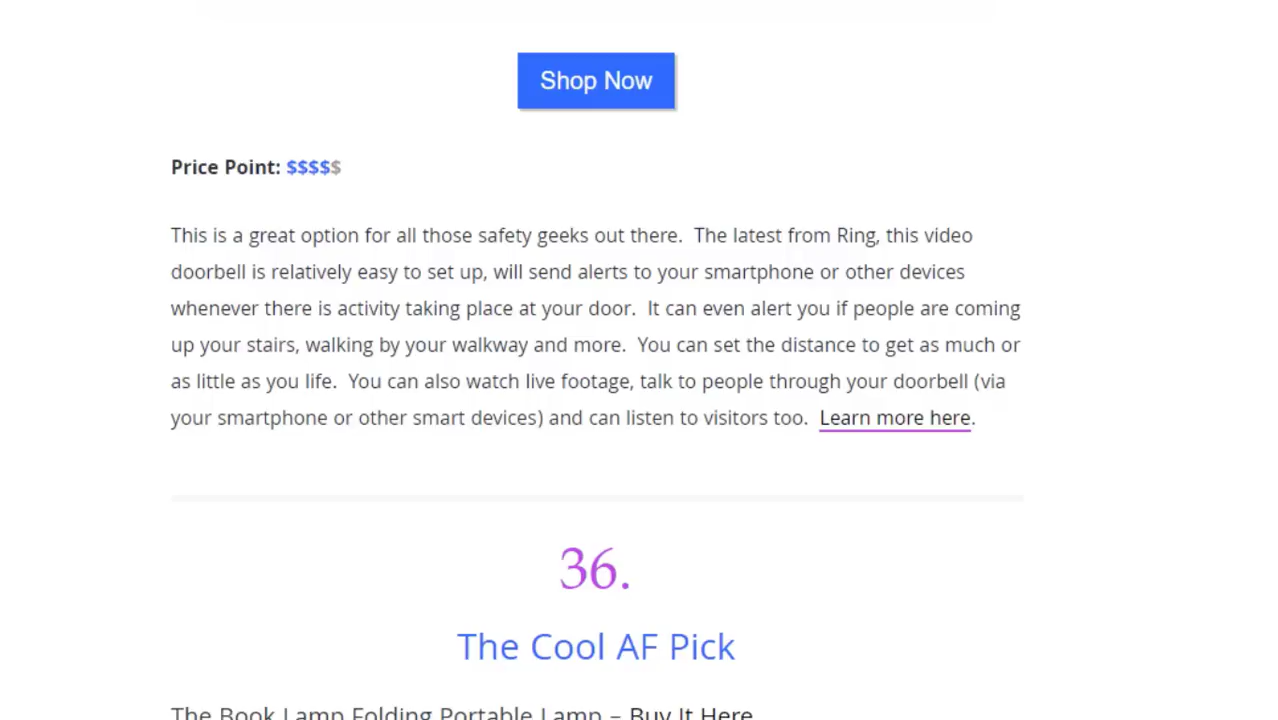 Shop Now
Price Point: $$$$$
This is a great option for all those safety geeks out there.  The latest from Ring, this video
doorbell is relatively easy to set up, will send alerts to your smartphone or other devices
whenever there is activity taking place at your door.  It can even alert you if people are coming
up your stairs, walking by your walkway and more.  You can set the distance to get as much or
as little as you life.  You can also watch live footage, talk to people through your doorbell (via
your smartphone or other smart devices) and can listen to visitors too.  Learn more here.
36.
The Cool AF Pick
The Book Lamp Folding Portable Lamp – Buy It Here